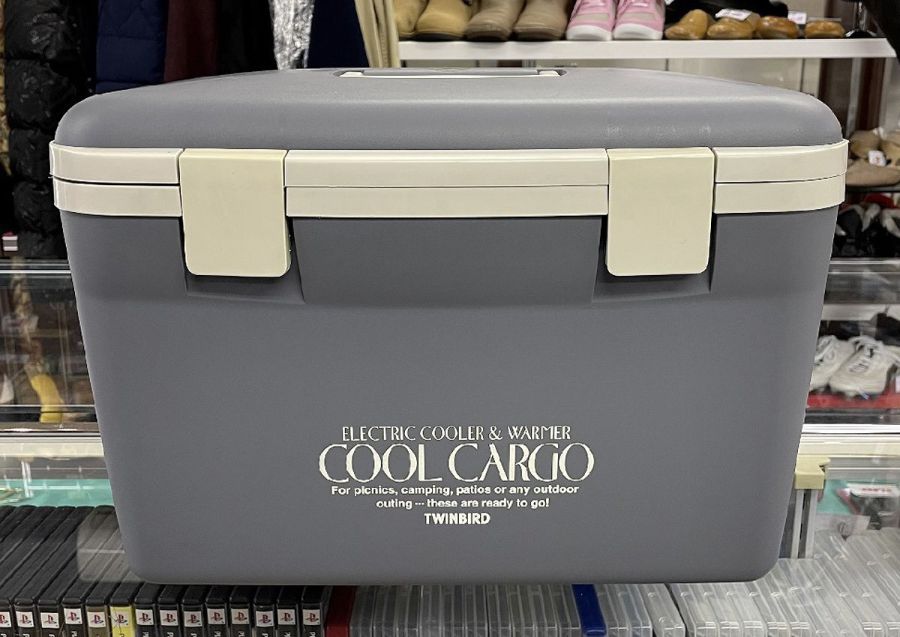 ELECTRIC COOLER & WARMER
COOL CARGO
For picnics, camping, patios or any outdoor
outing--- these are ready to go!
TWINBIRD